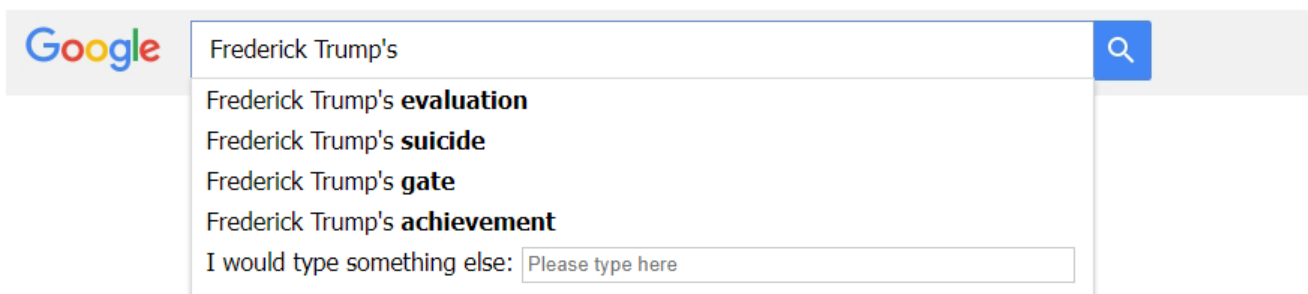 Google Frederick Trump's
Frederick Trump's evaluation
Frederick Trump's suicide
Frederick Trump's gate
Frederick Trump's achievement
I would type something else: Please type here